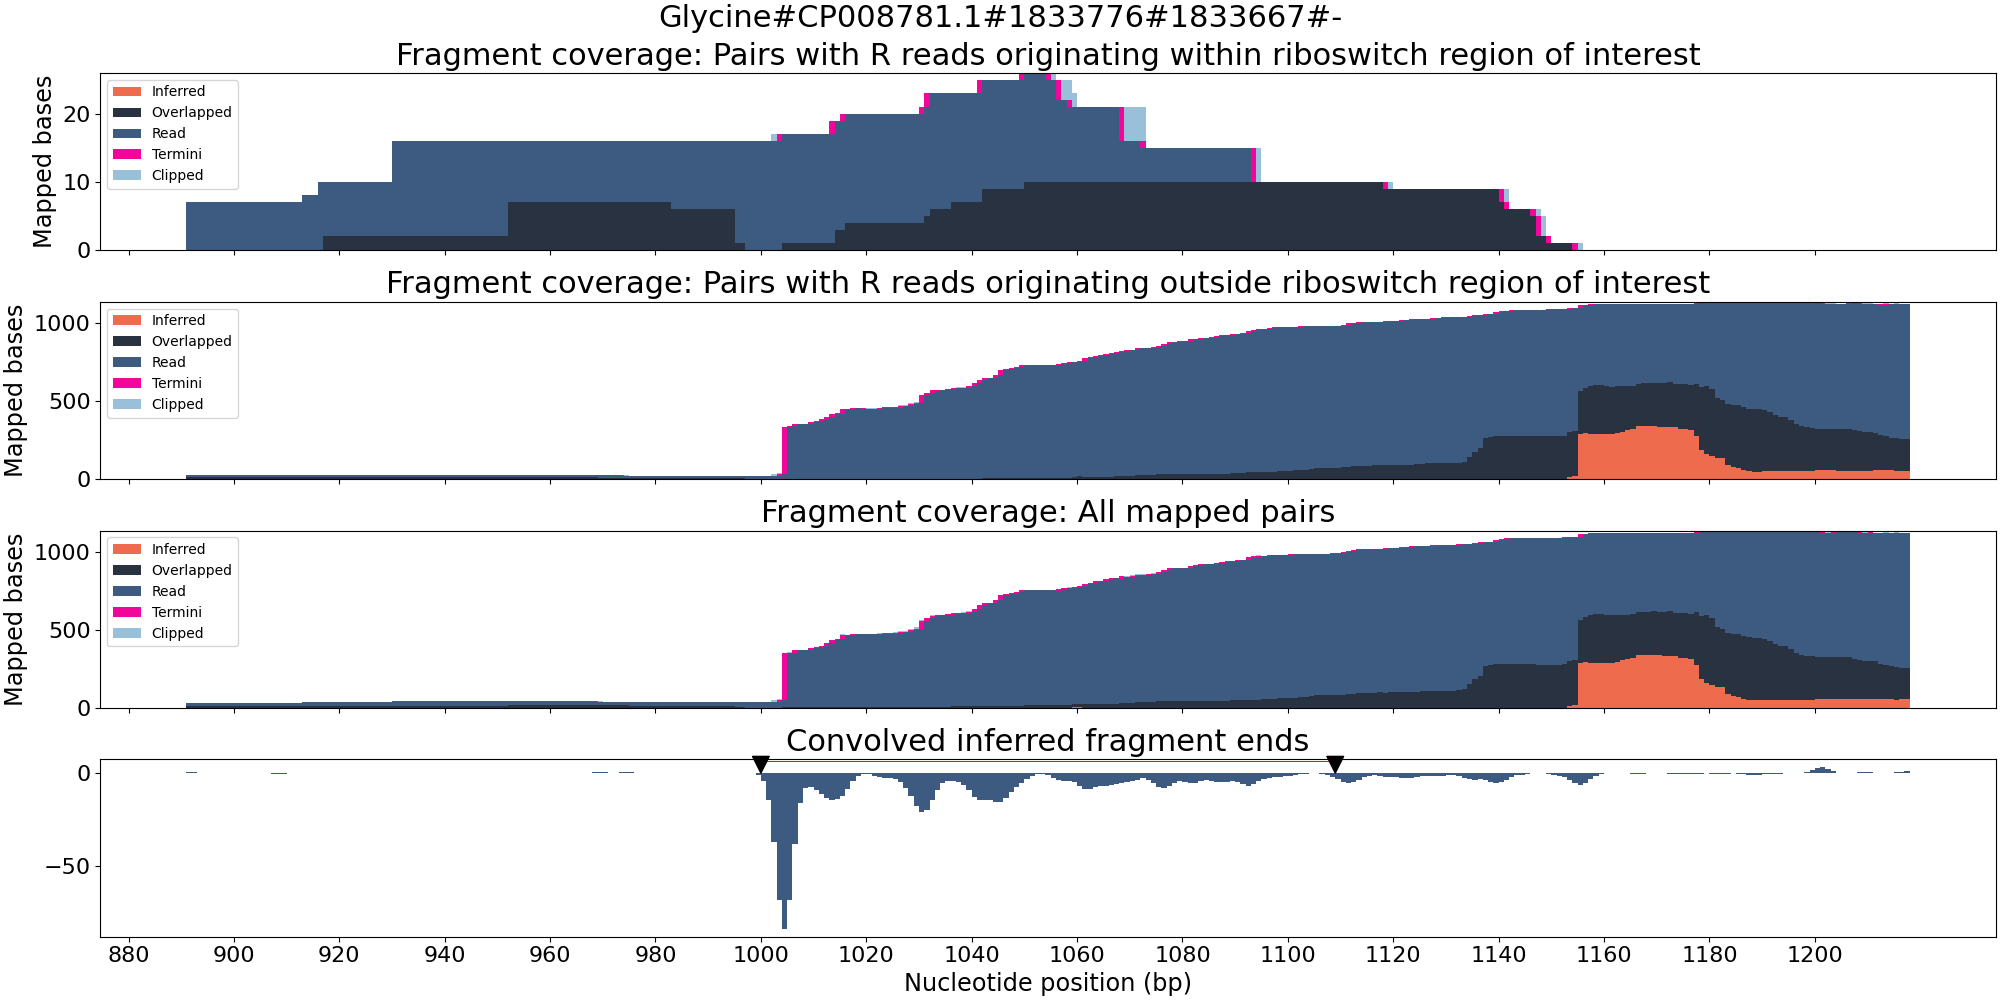 Glycine#CP008781.1#1833776#1833667#-
Fragment coverage: Pairs with R reads originating within riboswitch region of interest
Mapped bases
20
10
0
Inferred
Overlapped
Read
Termini
Clipped
Fragment coverage: Pairs with R reads originating outside riboswitch region of interest
Mapped bases
1000
500
0
Inferred
Overlapped
Read
Termini
Clipped
Fragment coverage: All mapped pairs
Mapped bases
1000
500
0
Inferred
Overlapped
Read
Termini
Clipped
Convolved inferred fragment ends
0
−50
880 900 920 940 960 980 1000 1020 1040 1060 1080 1100 1120 1140 1160 1180 1200
Nucleotide position (bp)